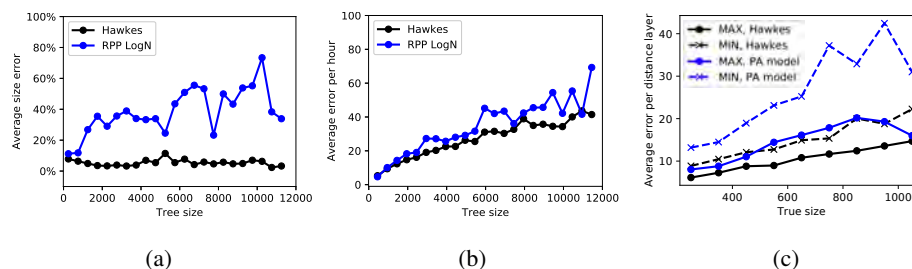 Average size error
100%
80%
60%
40%
20%
0%
Hawkes
RPP LogN
0 2000 4000 6000 8000 10000 12000
Tree size
(a)
Average error per hour
100
80
60
40
20
0
Hawkes
RPP LogN
0 2000 4000 6000 8000 10000 12000
Tree size
(b)
Average error per distance layer
40
30
20
10
MAX, Hawkes
MIN, Hawkes
MAX, PA model
MIN, PA model
400 600 800
True size
(c)